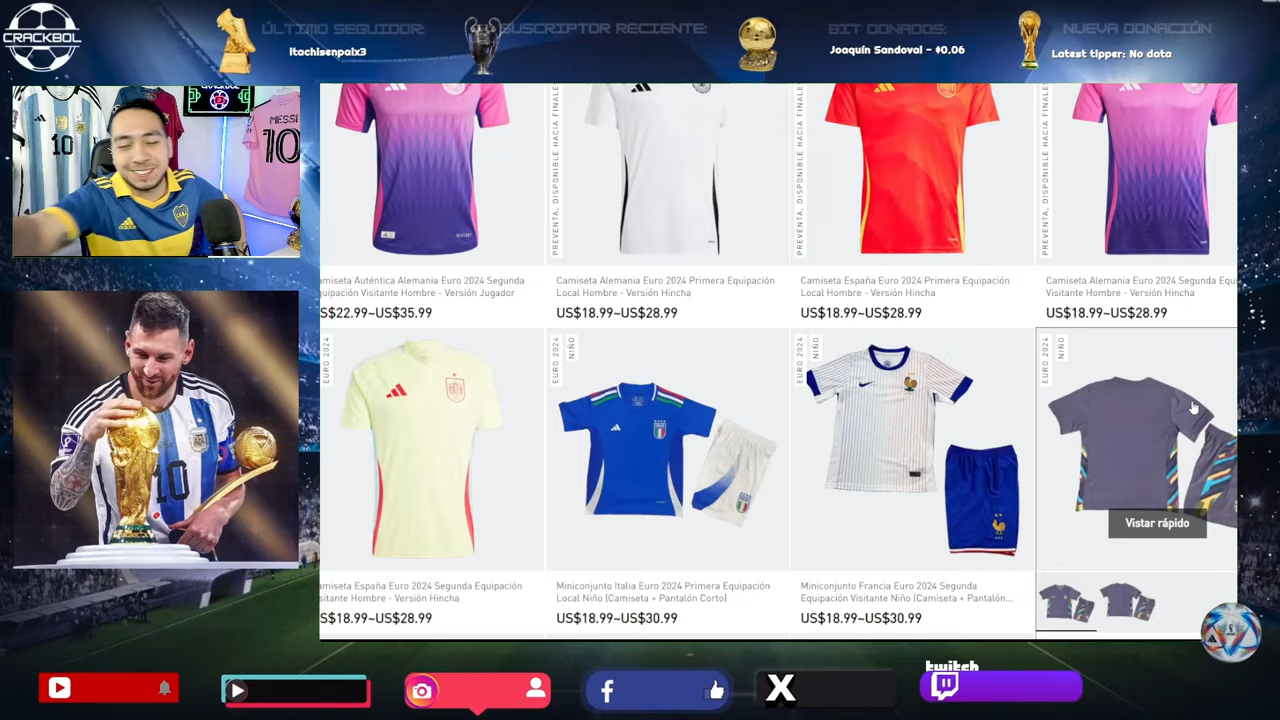 CRACKBOL
ÚLTIMO SEGUIDOR:
Itachisenpaix3
SUSCRIPTOR RECIENTE:
BIT DONADOS:
Joaquín Sandoval - $0.06
NUEVA DONACIÓN
Latest tipper: No data
10
MESSI
10
PREVENTA, DISPONIBLE HACIA FINALE
PREVENTA, DISPONIBLE HACIA FINALE
PREVENTA, DISPONIBLE HACIA FINALE
miseta Auténtica Alemania Euro 2024 Segunda
uipación Visitante Hombre - Versión Jugador
S$22.99~US$35.99
Camiseta Alemania Euro 2024 Primera Equipación
Local Hombre - Versión Hincha
US$18.99~US$28.99
Camiseta España Euro 2024 Primera Equipación
Local Hombre - Versión Hincha
US$18.99~US$28.99
Camiseta Alemania Euro 2024 Segunda Equ
Visitante Hombre - Versión Hincha
US$18.99~US$28.99
10
EURO 2024
EURO 2024
NIÑO
EURO 2024
NIÑO
EURO 2024
NIÑO
Vistar rápido
miseta España Euro 2024 Segunda Equipación
sitante Hombre - Versión Hincha
S$18.99~US$28.99
Miniconjunto Italia Euro 2024 Primera Equipación
Local Niño (Camiseta + Pantalón Corto)
US$18.99~US$30.99
Miniconjunto Francia Euro 2024 Segunda
Equipación Visitante Niño (Camiseta + Pantalón...
US$18.99~US$30.99
twitch